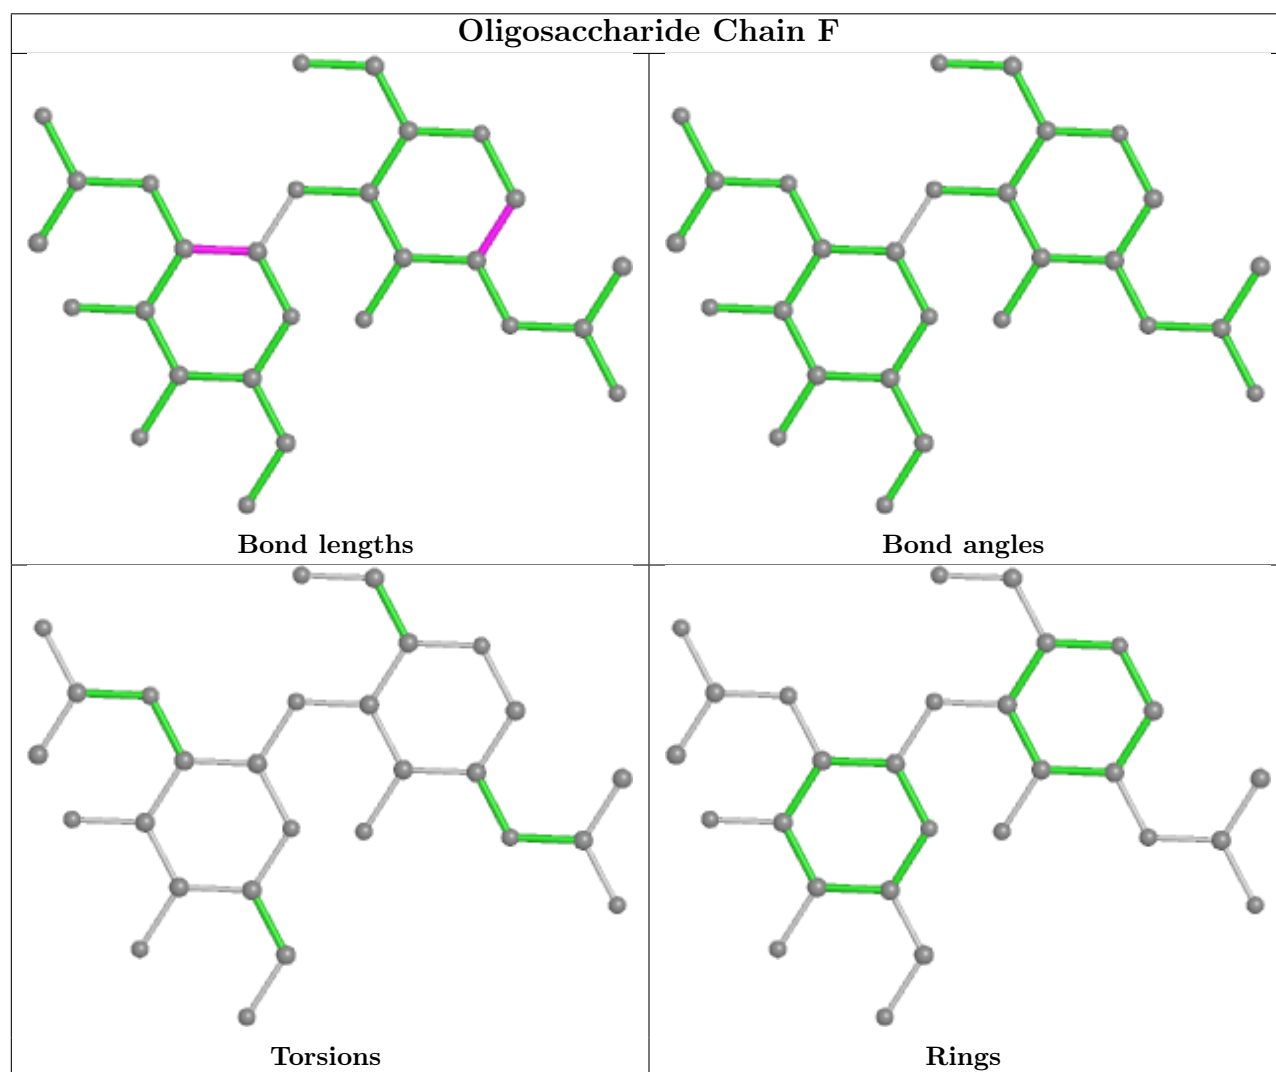 Oligosaccharide Chain F
Bond lengths
Bond angles
Torsions
Rings